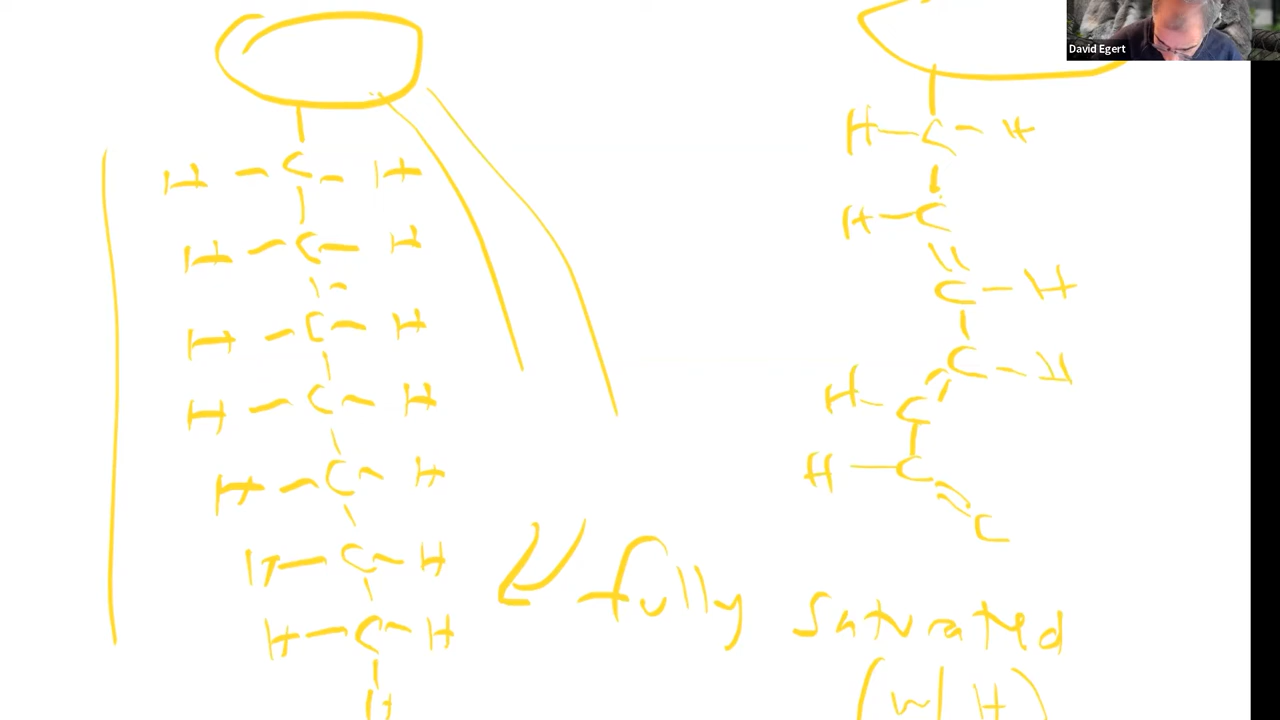 David Egert
H-C-H
H-C-H
H-C
H-C-H
C-H
H-C-H
C-H
H-C-H
H-C
H-C-H
H-C
C
H-C-H
H-C-H
H
fully saturated
(w/ H)